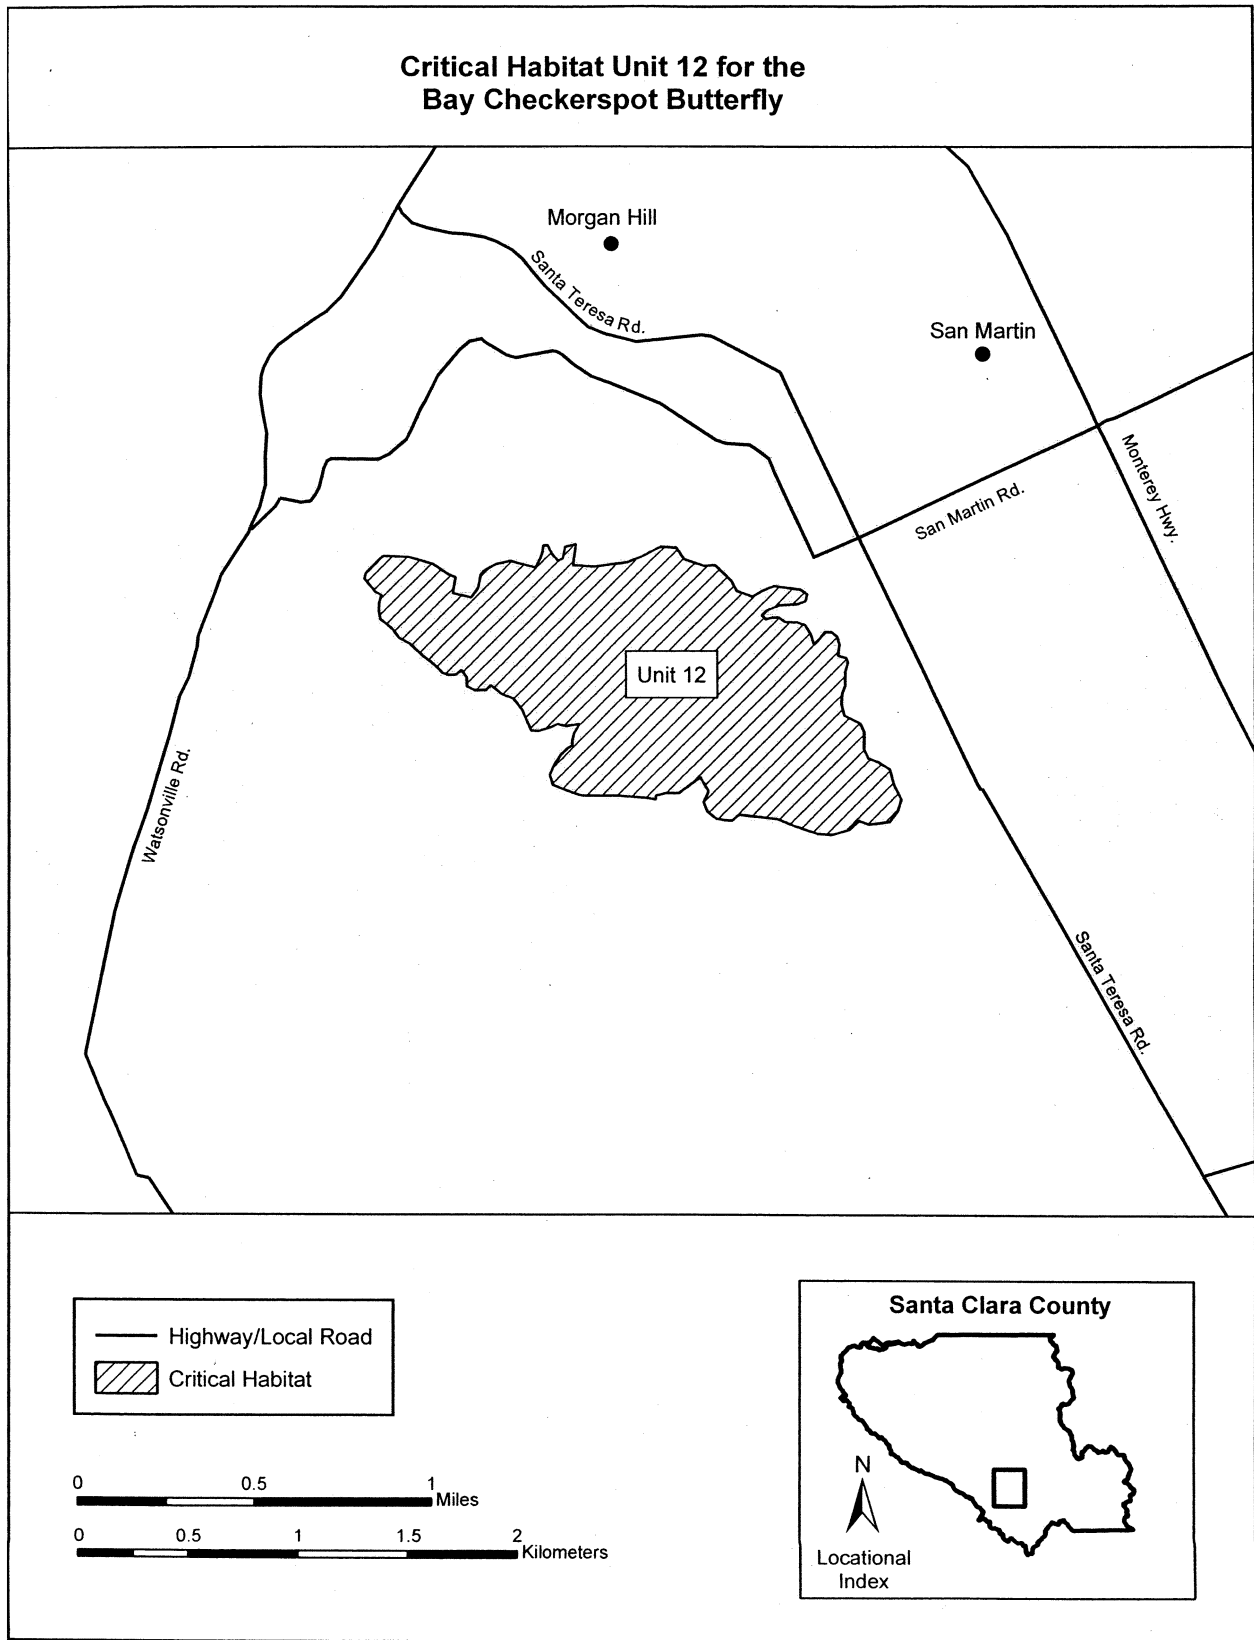 Critical Habitat Unit 12 for the
Bay Checkerspot Butterfly
Morgan Hill
Santa Teresa Rd.
San Martin
Monterey Hwy.
San Martin Rd.
Unit 12
Watsonville Rd.
Santa Teresa Rd.
Highway/Local Road
Critical Habitat
0 0.5 1
Miles
0 0.5 1 1.5 2
Kilometers
Santa Clara County
N
Locational
Index